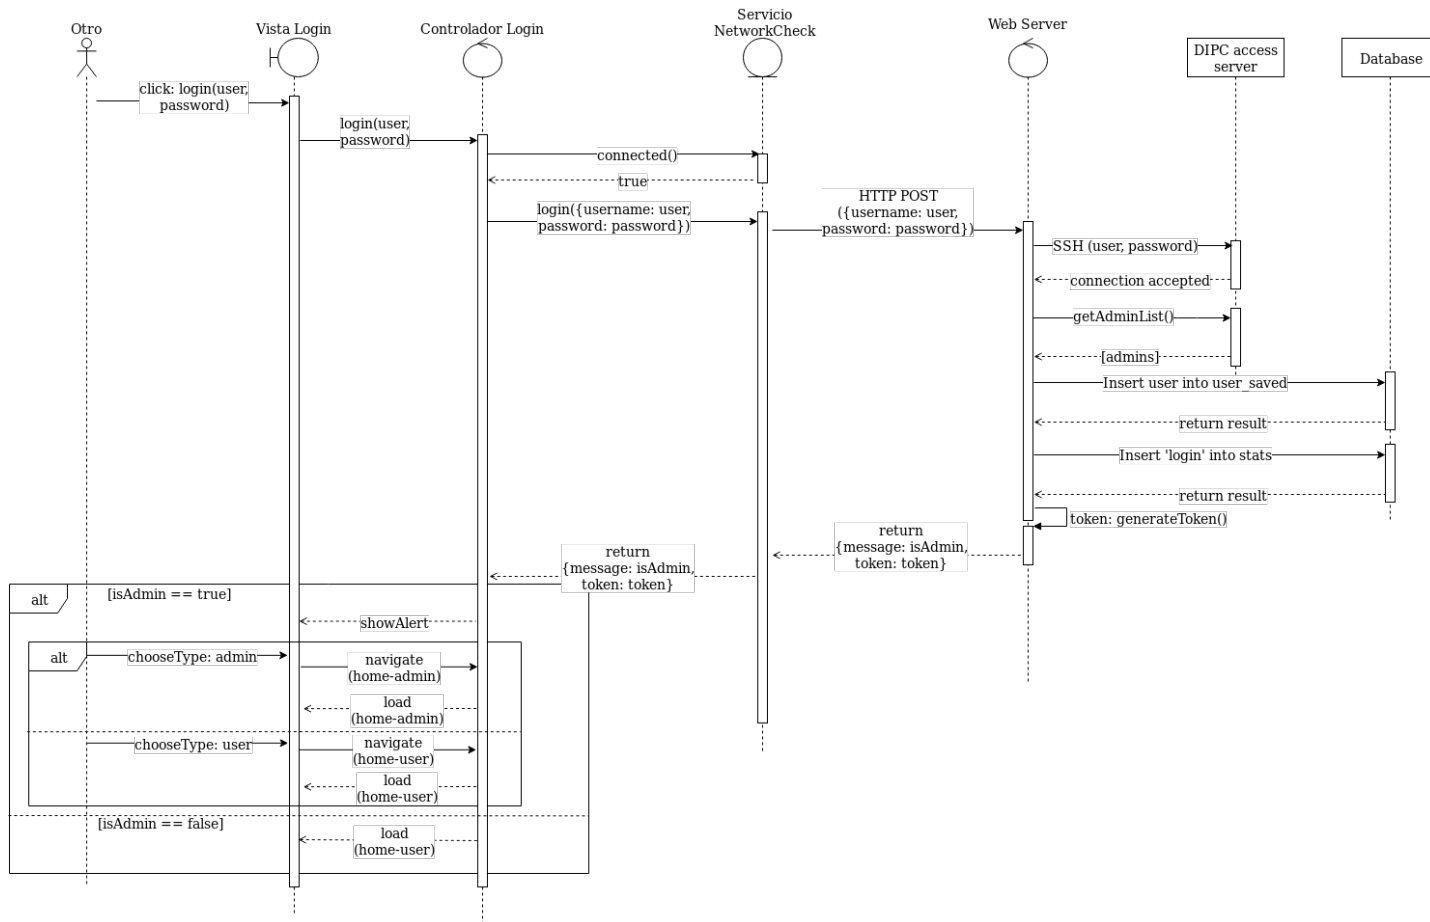 Otro
Vista Login
Controlador Login
Servicio
NetworkCheck
Web Server
DIPC access
server
Database
click: login(user,
password)
login(user,
password)
connected()
true
login({username: user,
password: password})
HTTP POST
({username: user,
password: password})
SSH (user, password)
connection accepted
getAdminList()
[admins]
Insert user into user_saved
return result
Insert 'login' into stats
return result
token: generateToken()
return
{message: isAdmin,
token: token}
return
{message: isAdmin,
token: token}
alt
[isAdmin == true]
showAlert
alt
chooseType: admin
navigate
(home-admin)
load
(home-admin)
chooseType: user
navigate
(home-user)
load
(home-user)
[isAdmin == false]
load
(home-user)